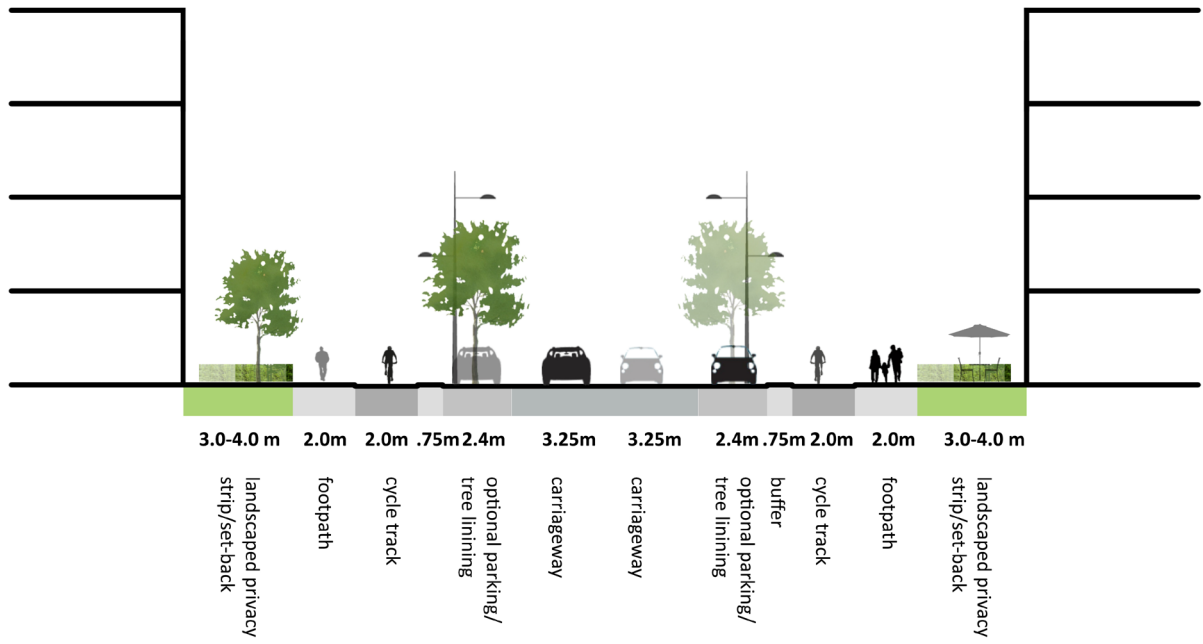 3.0-4.0 m 2.0m 2.0m .75m 2.4m 3.25m 3.25m 2.4m .75m 2.0m 2.0m 3.0-4.0 m
landscaped privacy
strip/set-back
footpath
cycle track
optional parking/
tree linining
carriageway
carriageway
optional parking/
tree linining
buffer
cycle track
footpath
landscaped privacy
strip/set-back